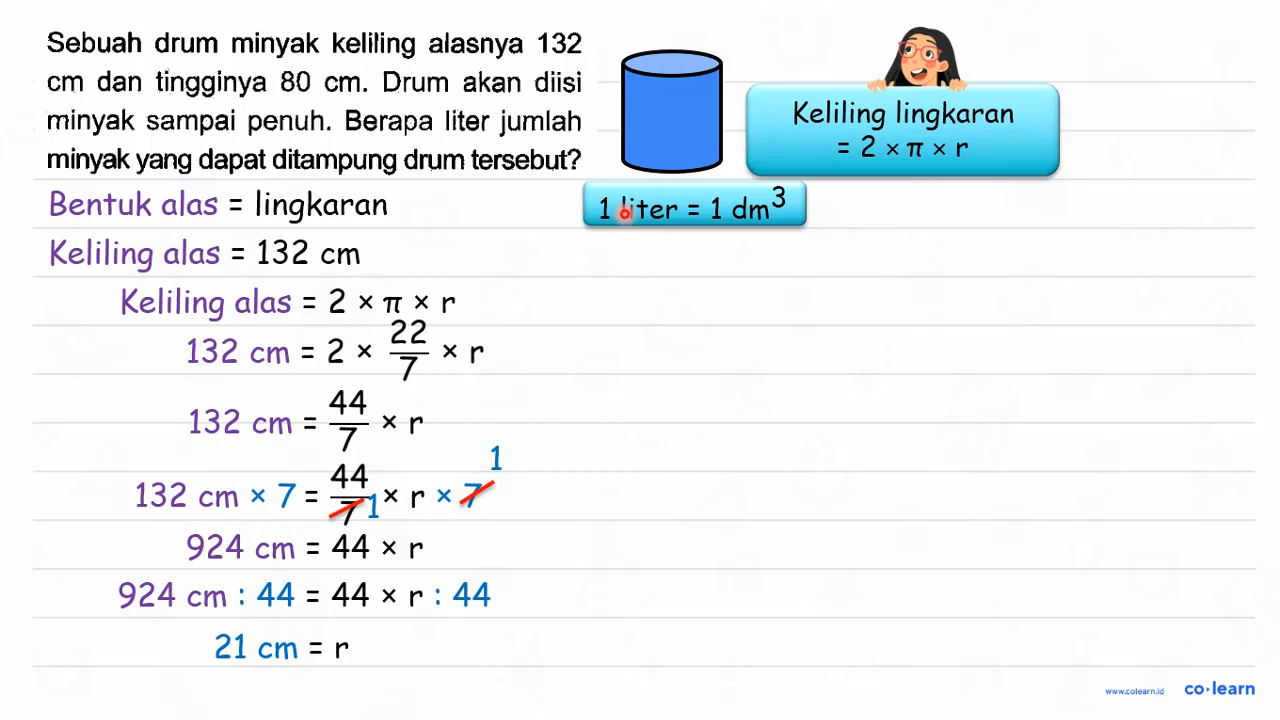 Sebuah drum minyak keliling alasnya 132
cm dan tingginya 80 cm. Drum akan diisi
minyak sampai penuh. Berapa liter jumlah
minyak yang dapat ditampung drum tersebut?
Keliling lingkaran
= 2 × π × r
1 liter = 1 dm³
Bentuk alas = lingkaran
Keliling alas = 132 cm
Keliling alas = 2 × π × r
132 cm = 2 × 22/7 × r
132 cm = 44/7 × r
132 cm × 7 = 44/7 1 × r × 7 1
924 cm = 44 × r
924 cm : 44 = 44 × r : 44
21 cm = r
www.colearn.id co·learn